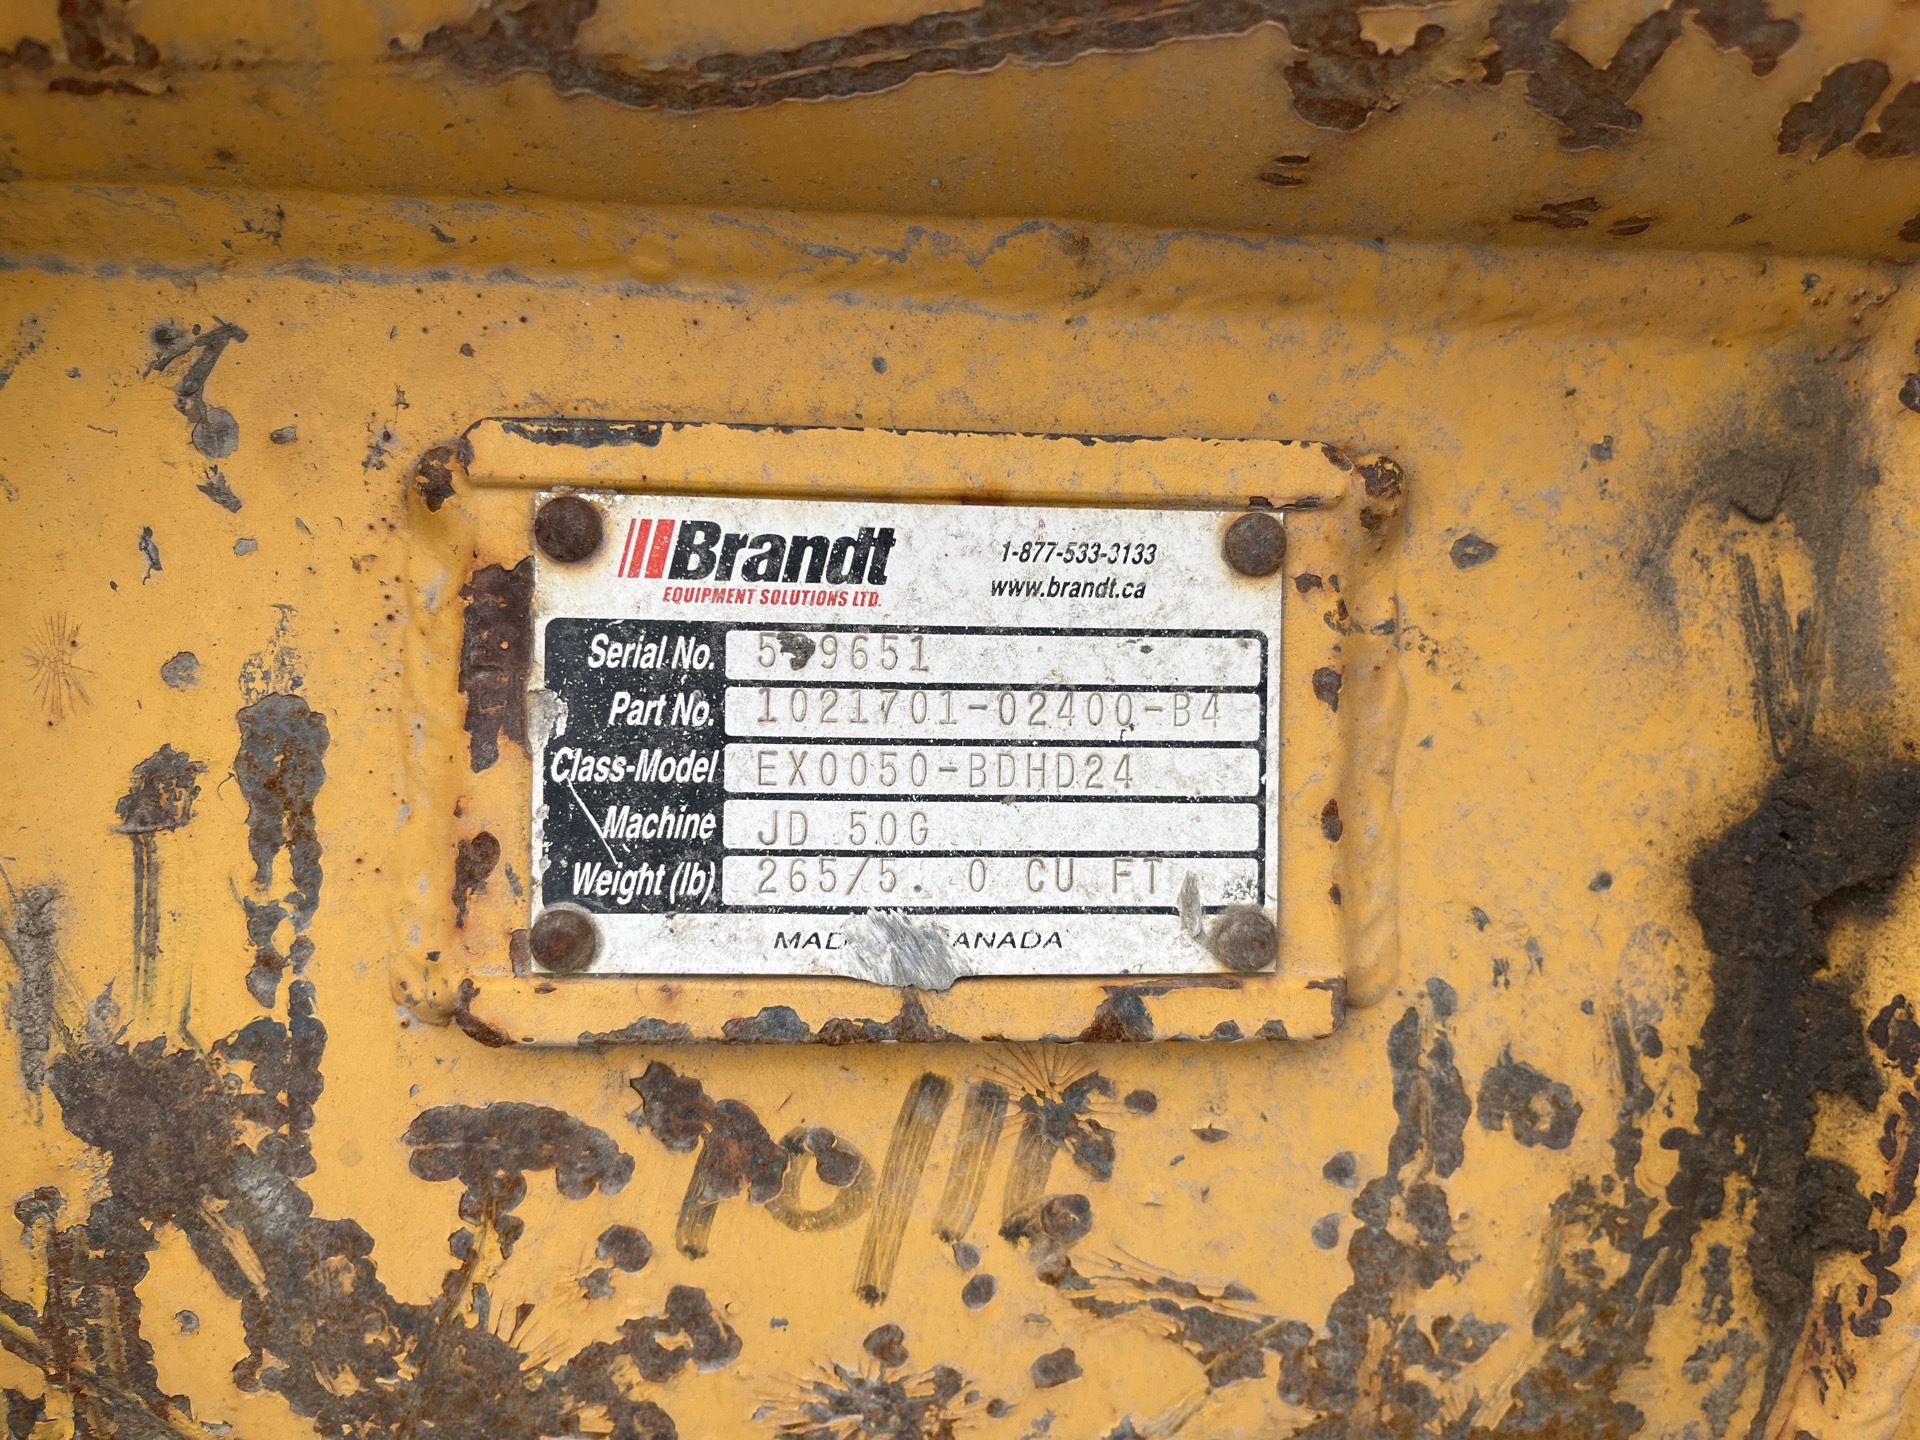 Brandt
EQUIPMENT SOLUTIONS LTD.
1-877-533-3133
www.brandt.ca
Serial No.
Part No. 1021701-02400-B4
Class-Model EX0050-BDHD24
Machine JD 50G
Weight (lb) 265/5. 0 CU FT